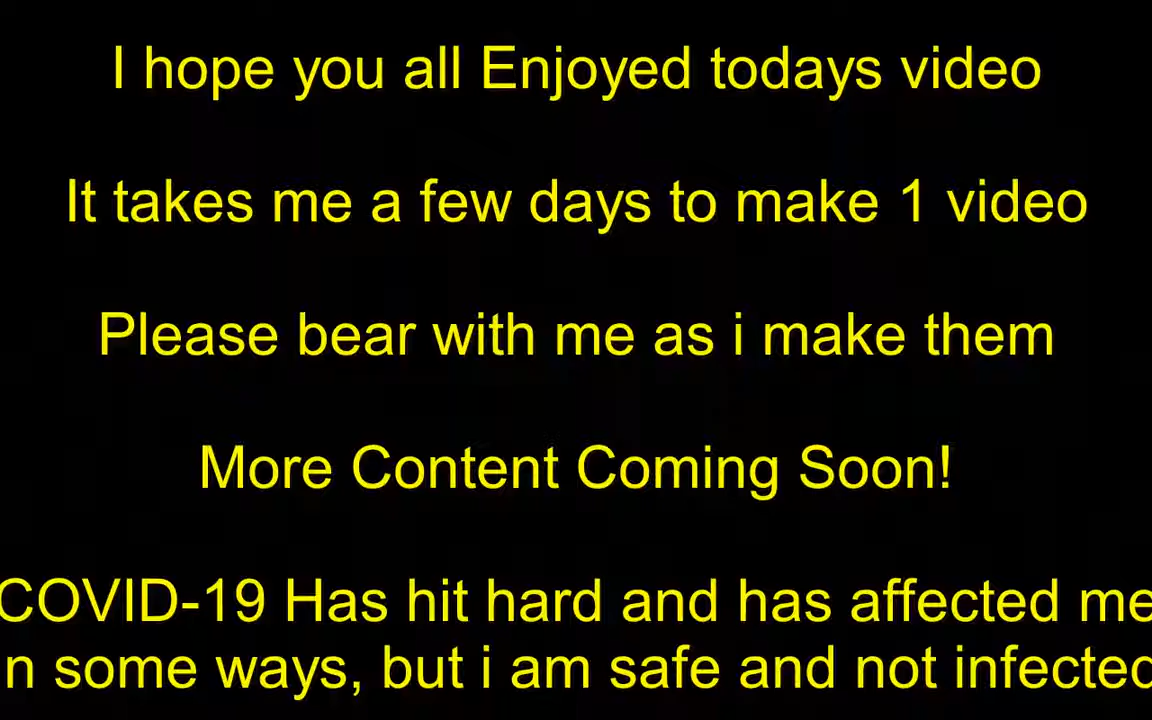 I hope you all Enjoyed todays video
It takes me a few days to make 1 video
Please bear with me as i make them
More Content Coming Soon!
COVID-19 Has hit hard and has affected me
in some ways, but i am safe and not infected